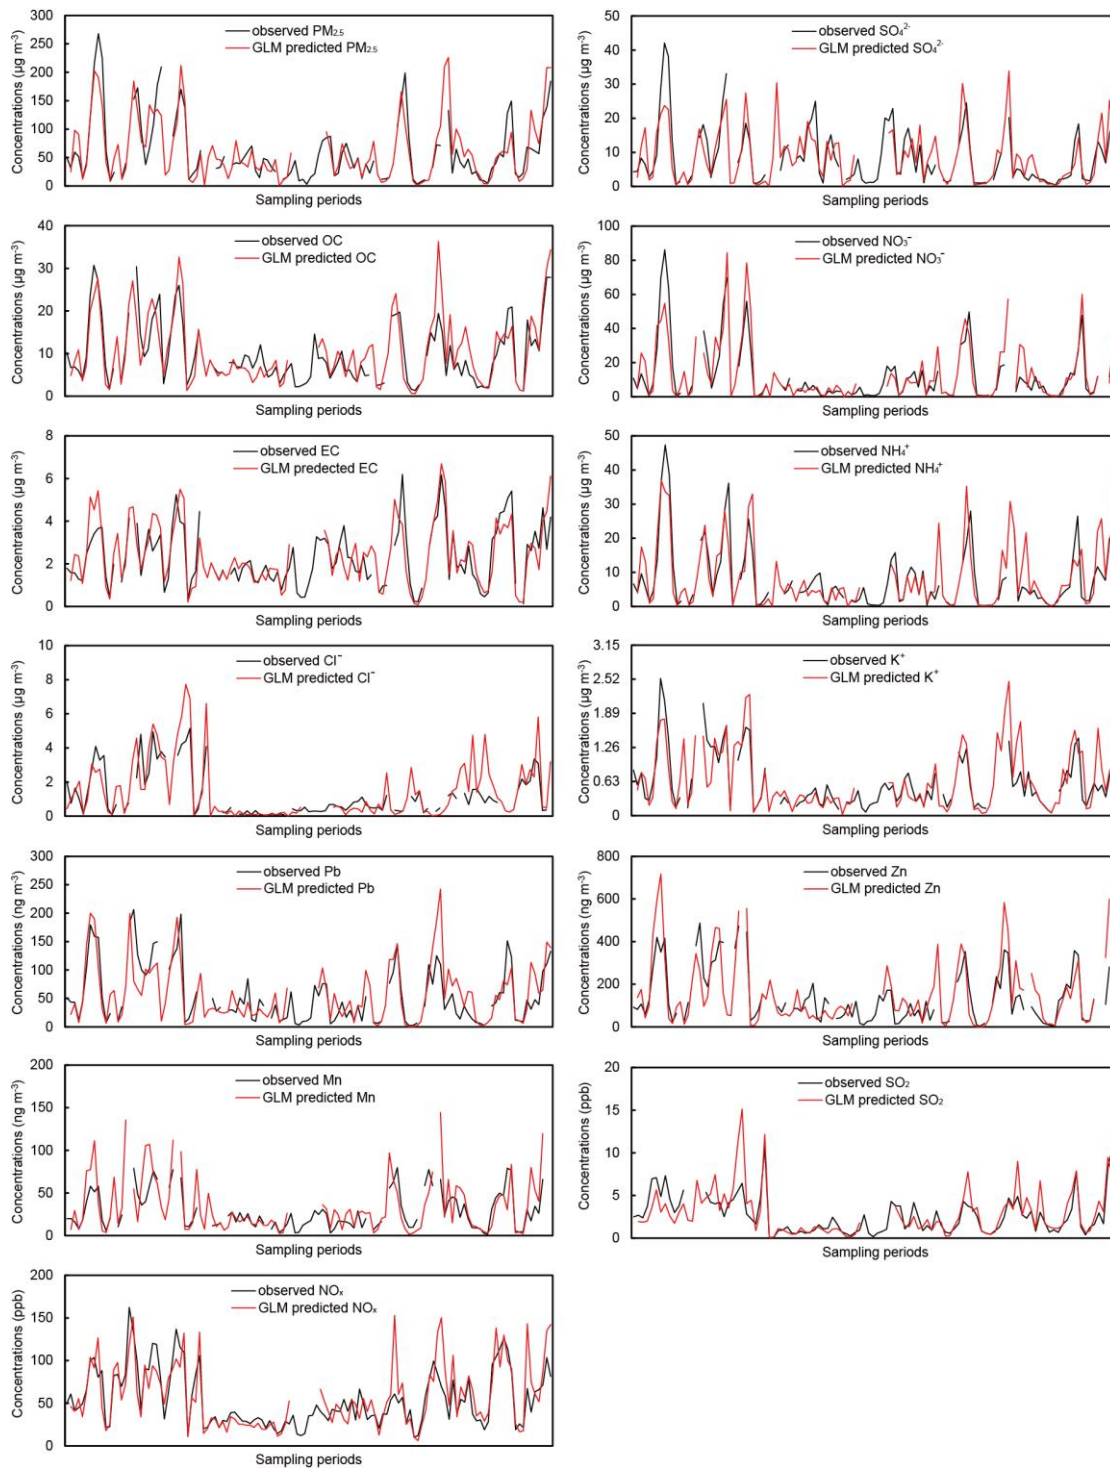 300
250
200
150
100
50
0
Concentrations (μg m⁻³)
observed PM₂.₅
GLM predicted PM₂.₅
Sampling periods
50
40
30
20
10
0
Concentrations (μg m⁻³)
observed SO₄²⁻
GLM predicted SO₄²⁻
Sampling periods
40
30
20
10
0
Concentrations (μg m⁻³)
observed OC
GLM predicted OC
Sampling periods
100
80
60
40
20
0
Concentrations (μg m⁻³)
observed NO₃⁻
GLM predicted NO₃⁻
Sampling periods
8
6
4
2
0
Concentrations (μg m⁻³)
observed EC
GLM predected EC
Sampling periods
50
40
30
20
10
0
Concentrations (μg m⁻³)
observed NH₄⁺
GLM predicted NH₄⁺
Sampling periods
10
8
6
4
2
0
Concentrations (μg m⁻³)
observed Cl⁻
GLM predicted Cl⁻
Sampling periods
3.15
2.52
1.89
1.26
0.63
0
Concentrations (μg m⁻³)
observed K⁺
GLM predicted K⁺
Sampling periods
300
250
200
150
100
50
0
Concentrations (ng m⁻³)
observed Pb
GLM predicted Pb
Sampling periods
800
600
400
200
0
Concentrations (ng m⁻³)
observed Zn
GLM predicted Zn
Sampling periods
200
150
100
50
0
Concentrations (ng m⁻³)
observed Mn
GLM predicted Mn
Sampling periods
20
15
10
5
0
Concentrations (ppb)
observed SO₂
GLM predicted SO₂
Sampling periods
200
150
100
50
0
Concentrations (ppb)
observed NOₓ
GLM predicted NOₓ
Sampling periods